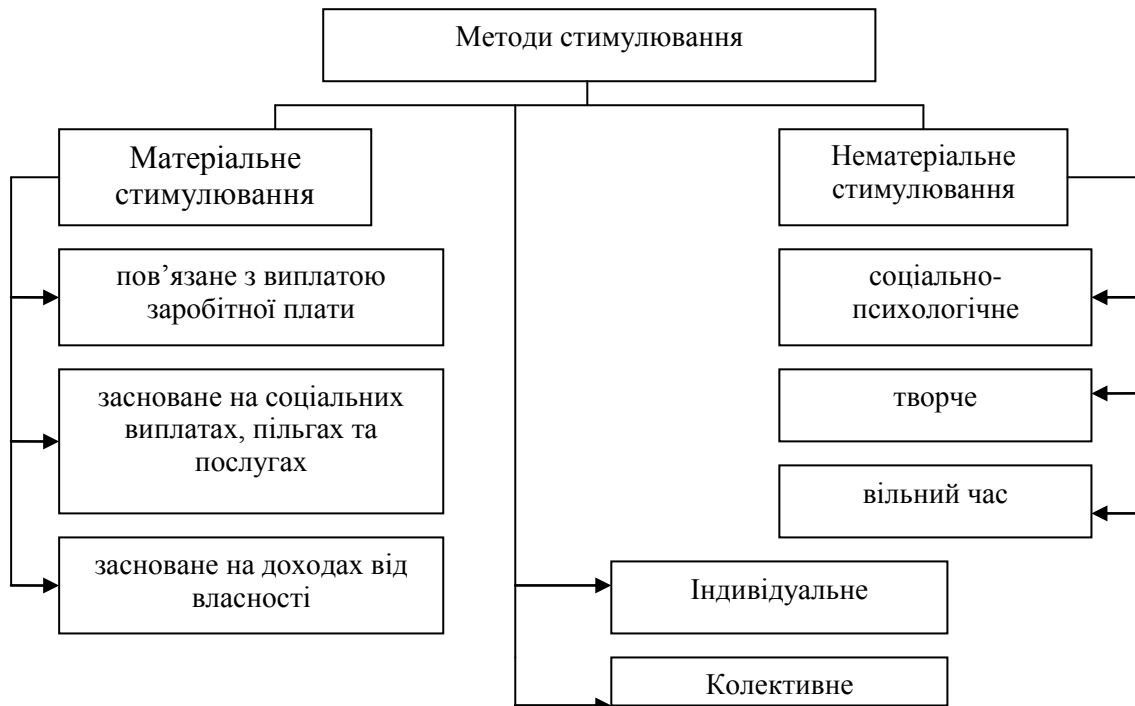 Методи стимулювання
Матеріальне
стимулювання
пов’язане з виплатою
заробітної плати
засноване на соціальних
виплатах, пільгах та
послугах
засноване на доходах від
власності
Нематеріальне
стимулювання
соціально-
психологічне
творче
вільний час
Індивідуальне
Колективне